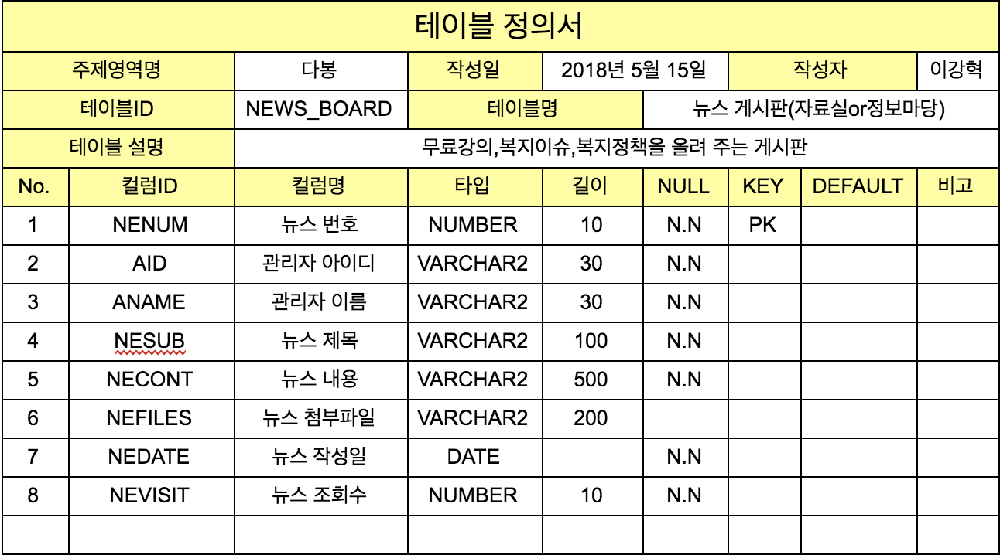 테이블 정의서
주제영역명 다봉 작성일 2018년 5월 15일 작성자 이강혁
테이블ID NEWS_BOARD 테이블명 뉴스 게시판(자료실or정보마당)
테이블 설명 무료강의,복지이슈,복지정책을 올려 주는 게시판
No. 컬럼ID 컬럼명 타입 길이 NULL KEY DEFAULT 비고
1 NENUM 뉴스 번호 NUMBER 10 N.N PK
2 AID 관리자 아이디 VARCHAR2 30 N.N
3 ANAME 관리자 이름 VARCHAR2 30 N.N
4 NESUB 뉴스 제목 VARCHAR2 100 N.N
5 NECONT 뉴스 내용 VARCHAR2 500 N.N
6 NEFILES 뉴스 첨부파일 VARCHAR2 200
7 NEDATE 뉴스 작성일 DATE N.N
8 NEVISIT 뉴스 조회수 NUMBER 10 N.N